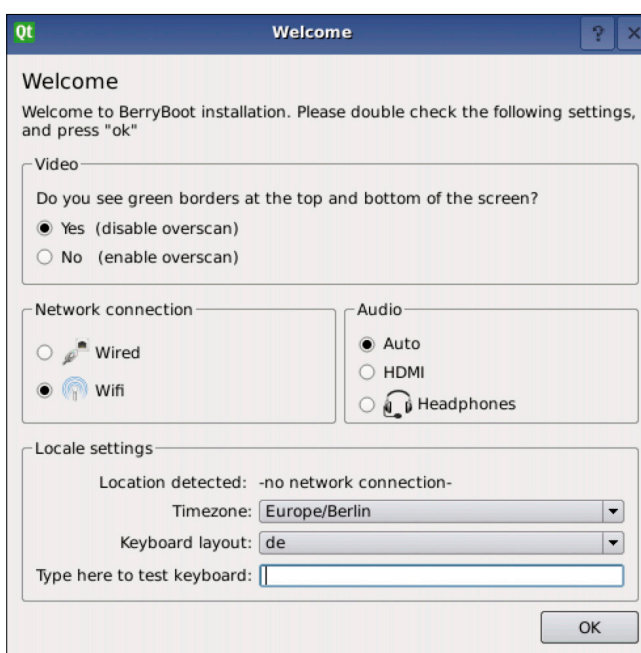 Qt Welcome ?
Welcome
Welcome to BerryBoot installation. Please double check the following settings,
and press "ok"
Video
Do you see green borders at the top and bottom of the screen?
Yes (disable overscan)
No (enable overscan)
Network connection
Wired
Wifi
Audio
Auto
HDMI
Headphones
Locale settings
Location detected: -no network connection-
Timezone: Europe/Berlin
Keyboard layout: de
Type here to test keyboard:
OK